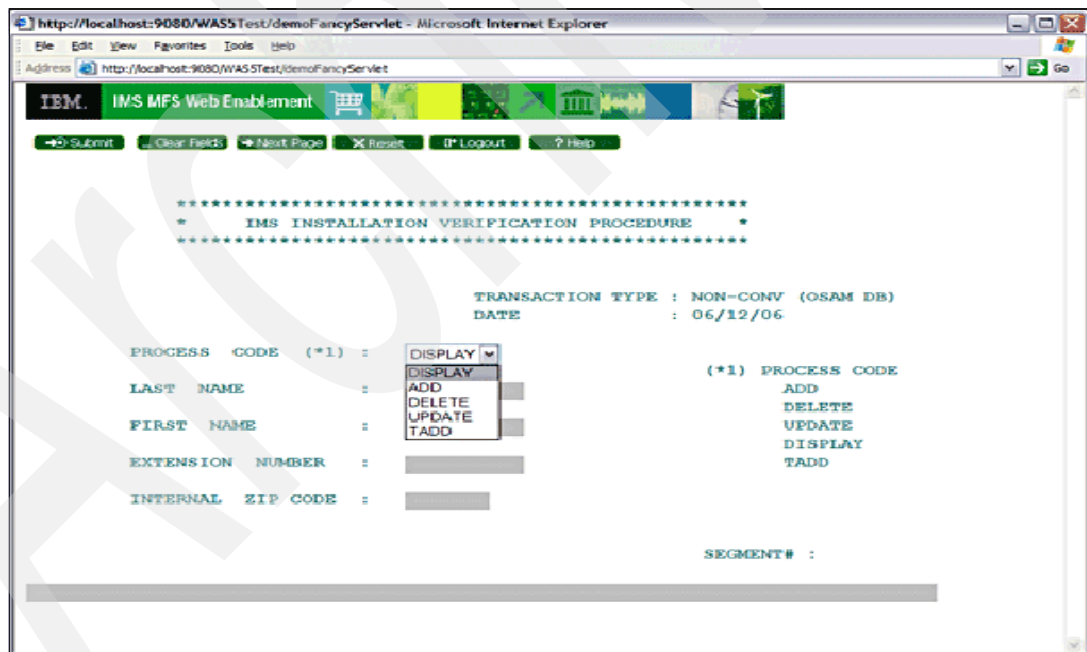 http://localhost:9080/WAS5Test/demoFancyServlet - Microsoft Internet Explorer
File Edit View Favorites Tools Help
Address http://localhost:9080/WAS5Test/demoFancyServlet Go
IBM. IMS MFS Web Enablement
Submit Clear Fields Next Page Reset Logout ? Help
**************************************************
* IMS INSTALLATION VERIFICATION PROCEDURE *
**************************************************
TRANSACTION TYPE : NON-CONV (OSAM DB)
DATE : 06/12/06
PROCESS CODE (*1) : DISPLAY
DISPLAY
ADD
DELETE
UPDATE
TADD
(*1) PROCESS CODE
ADD
DELETE
UPDATE
DISPLAY
TADD
LAST NAME :
FIRST NAME :
EXTENSION NUMBER :
INTERNAL ZIP CODE :
SEGMENT# :